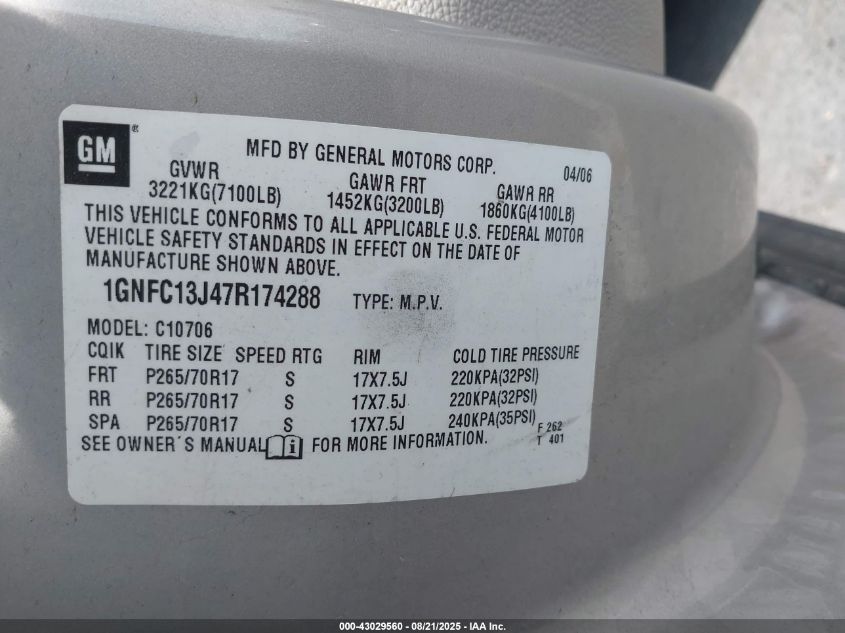 GM®
MFD BY GENERAL MOTORS CORP. 04/06
GVWR GAWR FRT GAWR RR
3221KG(7100LB) 1452KG(3200LB) 1860KG(4100LB)
THIS VEHICLE CONFORMS TO ALL APPLICABLE U.S. FEDERAL MOTOR
VEHICLE SAFETY STANDARDS IN EFFECT ON THE DATE OF
MANUFACTURE SHOWN ABOVE.
1GNFC13J47R174288 TYPE: M.P.V.
MODEL: C10706
CQIK TIRE SIZE SPEED RTG RIM COLD TIRE PRESSURE
FRT P265/70R17 S 17X7.5J 220KPA(32PSI)
RR P265/70R17 S 17X7.5J 220KPA(32PSI)
SPA P265/70R17 S 17X7.5J 240KPA(35PSI) F 262
SEE OWNER´S MANUAL i FOR MORE INFORMATION. T 401
000-43029560 - 08/21/2025 - IAA Inc.